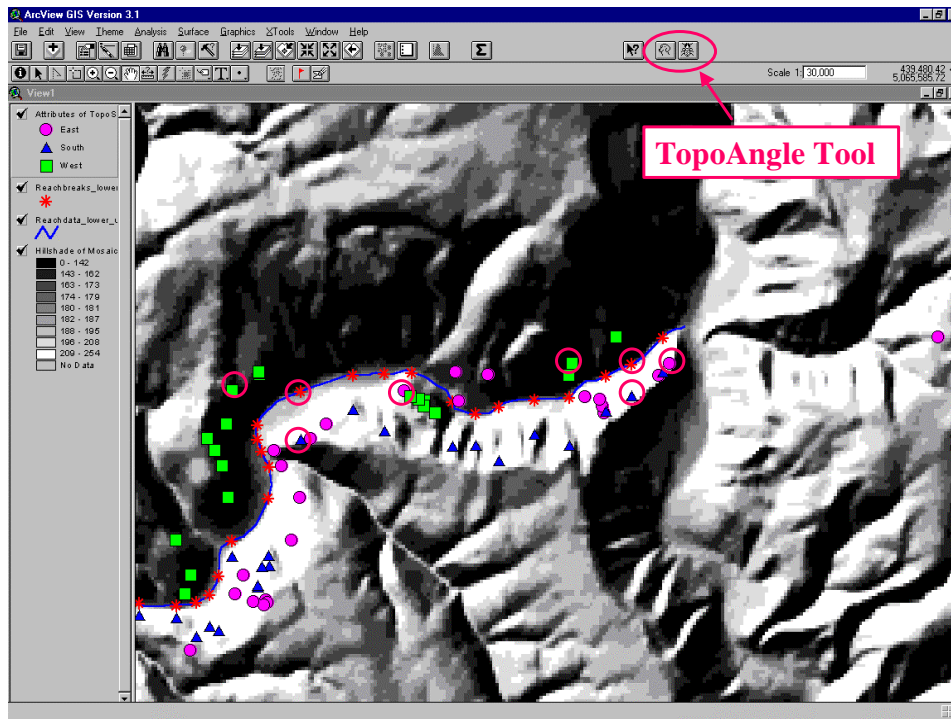 ArcView GIS Version 3.1
File Edit View Theme Analysis Surface Graphics XTools Window Help
Scale 1: 30,000
439,480.42
5,065,585.72
View1
TopoAngle Tool
Attributes of TopoS
East
South
West
Reachbreaks_lower
Reachdata_lower_u
Hillshade of Mosaic
0 - 142
143 - 162
163 - 173
174 - 179
180 - 181
182 - 187
188 - 195
196 - 208
209 - 254
No Data